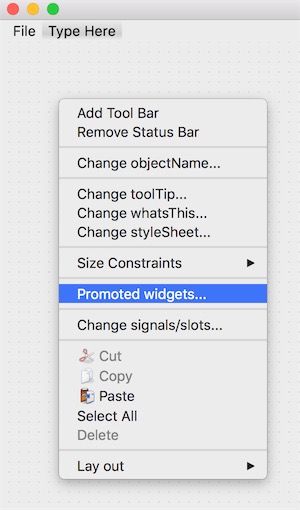 File Type Here
Add Tool Bar
Remove Status Bar
Change objectName...
Change toolTip...
Change whatsThis...
Change styleSheet...
Size Constraints
Promoted widgets...
Change signals/slots...
Cut
Copy
Paste
Select All
Delete
Lay out